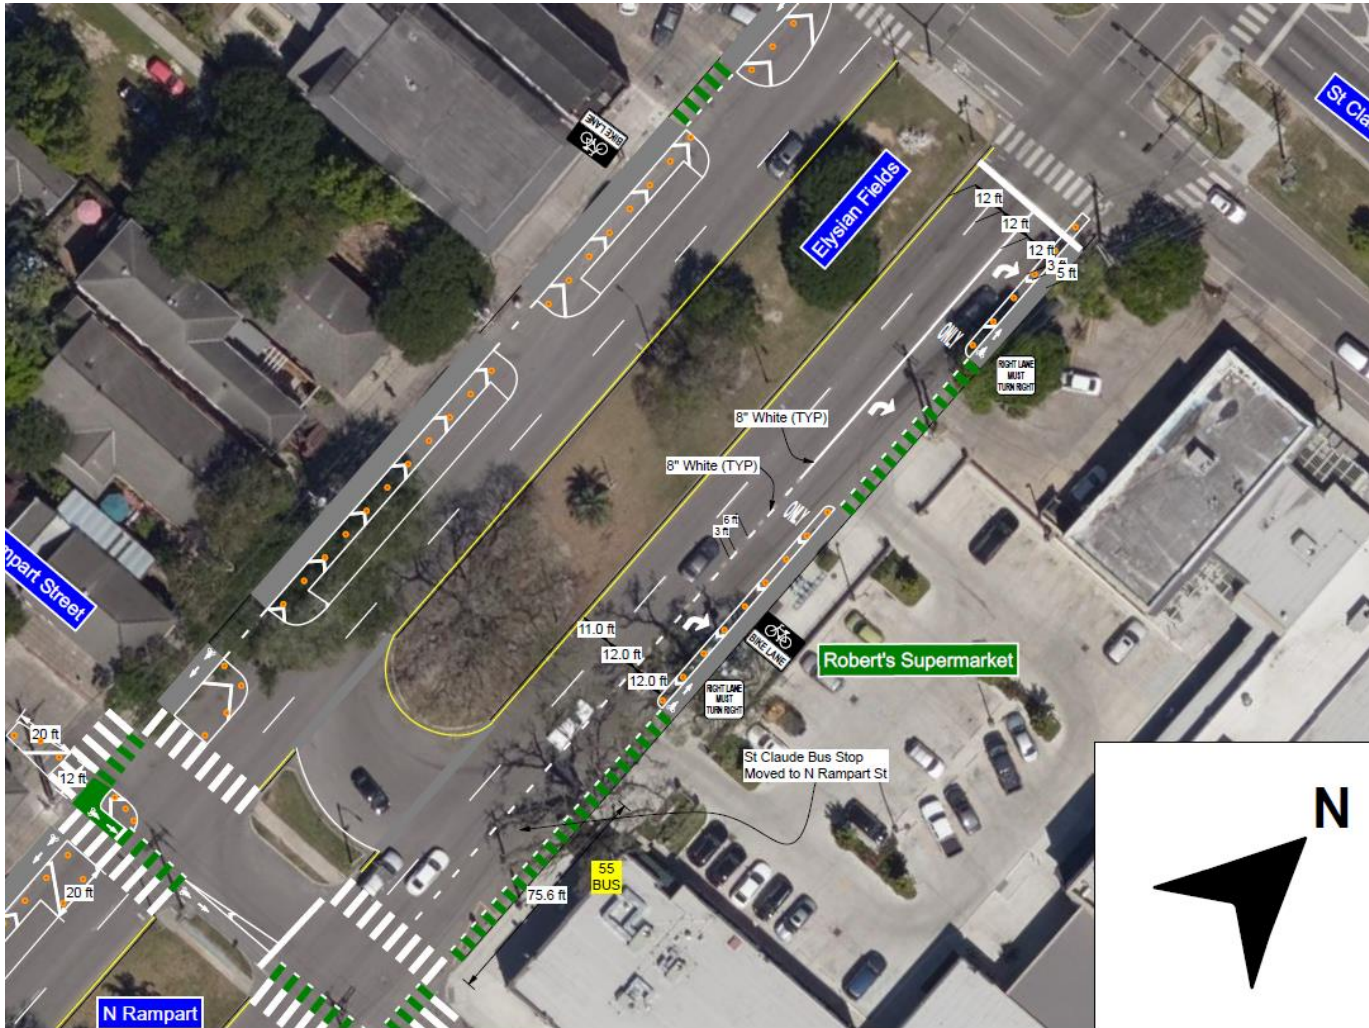 BIKE LANE
St Cla
Elysian Fields
12 ft
12 ft
12 ft
3 ft
5 ft
ONLY
RIGHT LANE
MUST
TURN RIGHT
8" White (TYP)
8" White (TYP)
ONLY
6 ft
3 ft
mpart Street
11.0 ft
12.0 ft
12.0 ft
BIKE LANE
Robert's Supermarket
RIGHT LANE
MUST
TURN RIGHT
20 ft
12 ft
St Claude Bus Stop
Moved to N Rampart St
55
BUS
75.6 ft
20 ft
N Rampart
N